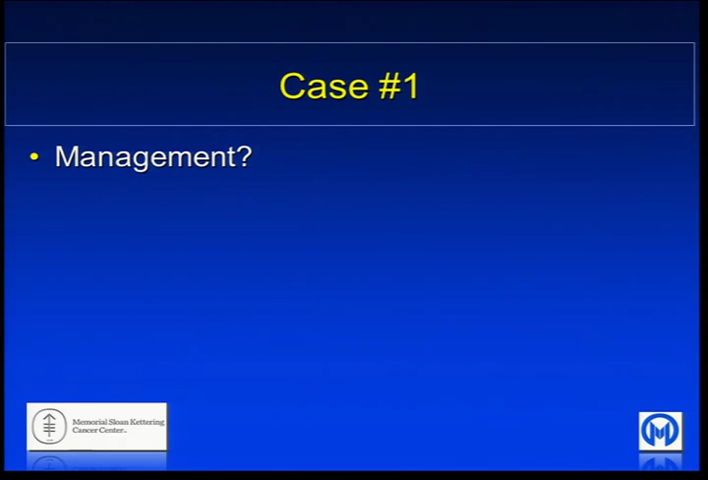 Case #1
• Management?
Memorial Sloan Kettering
Cancer Center